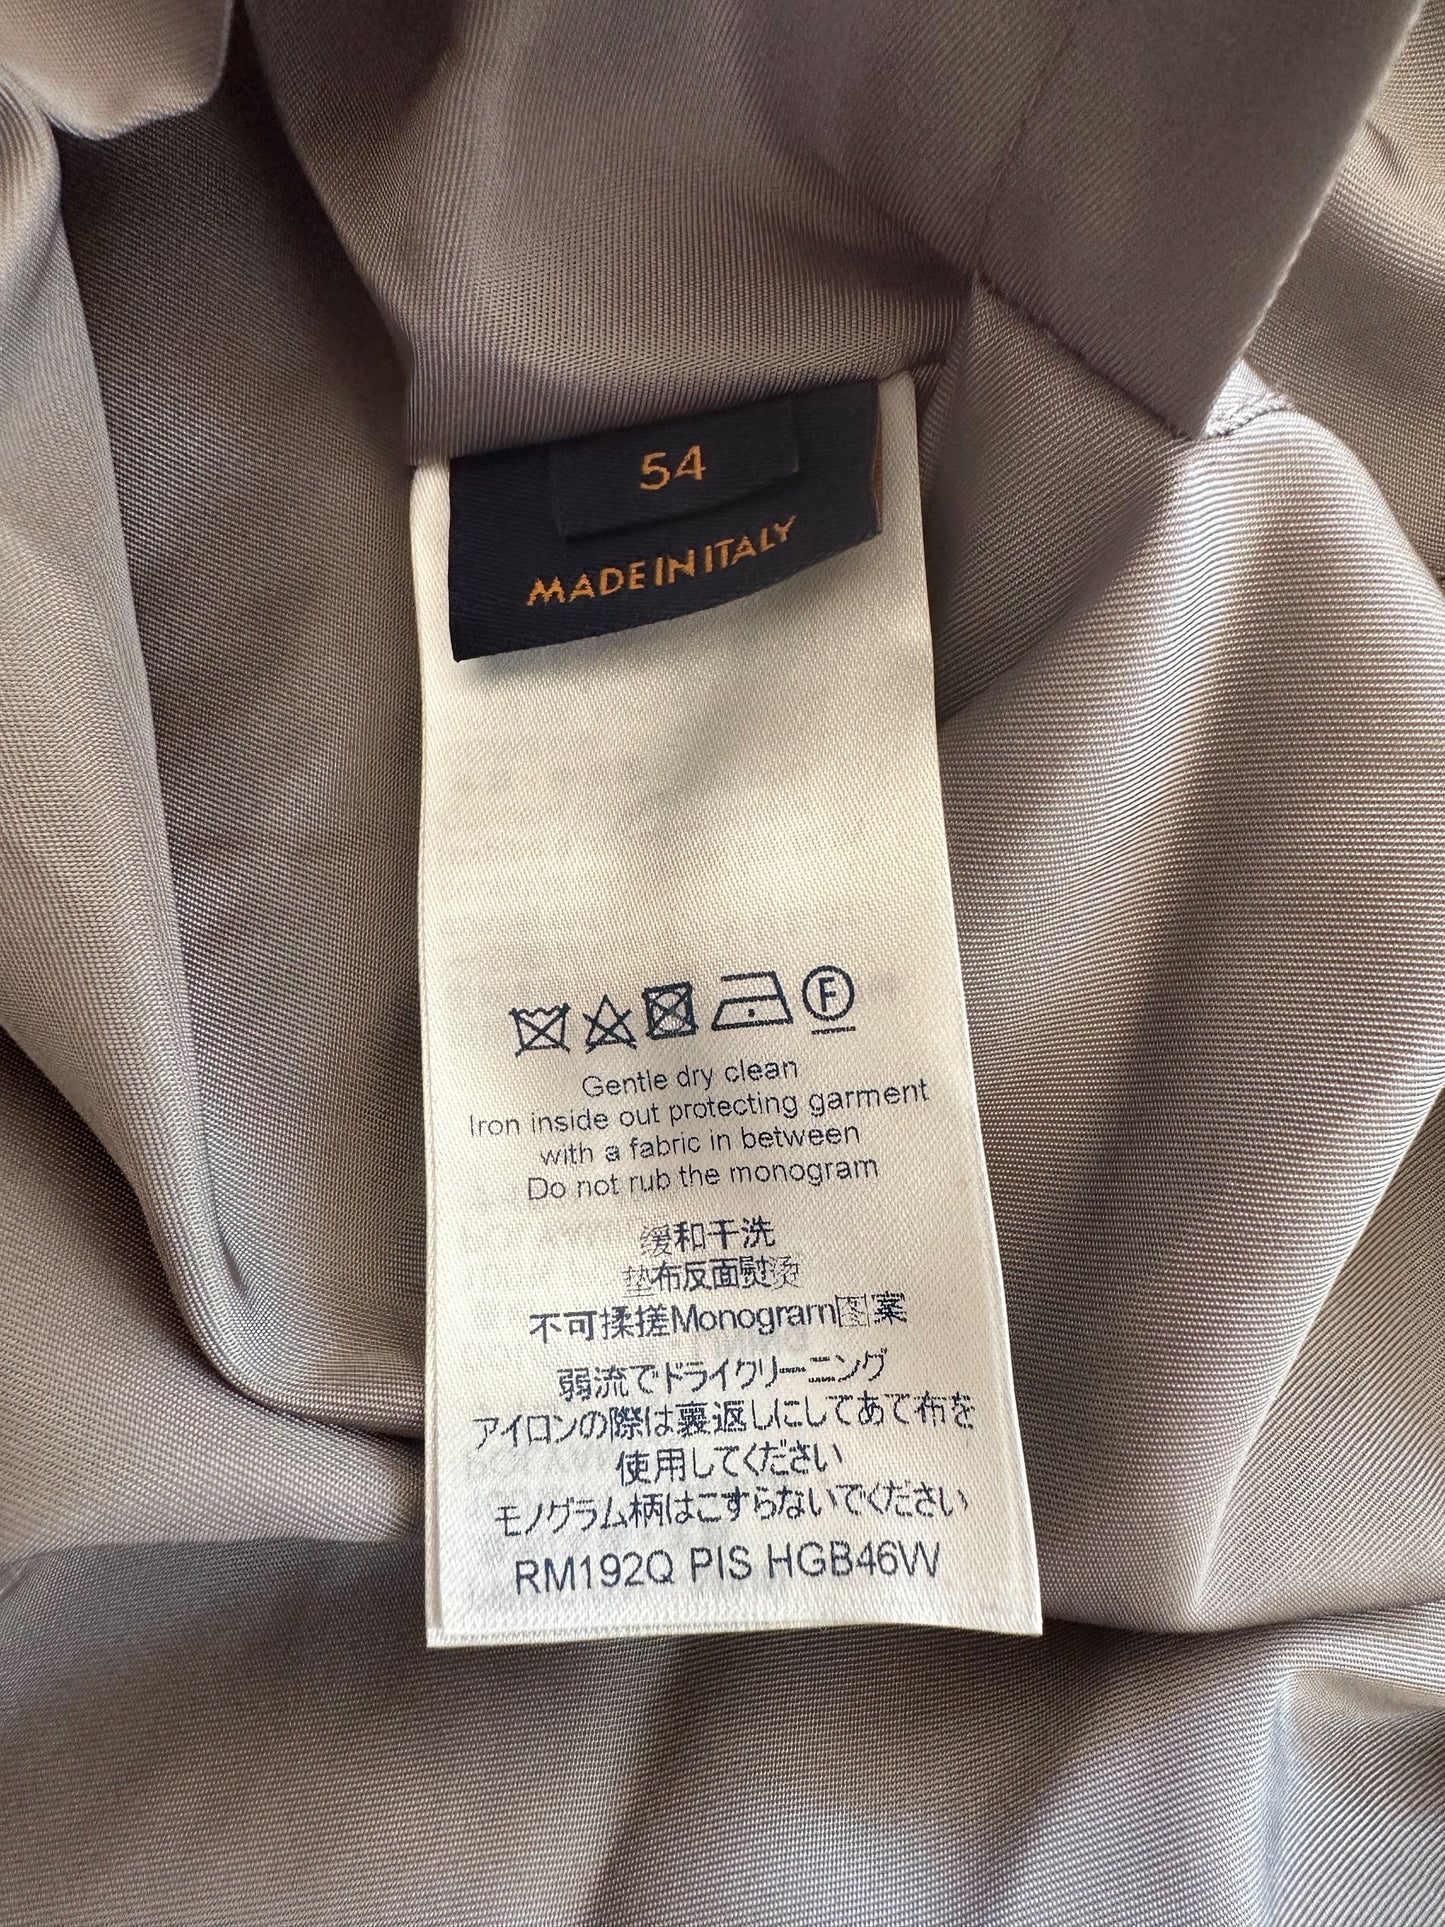 54
MADE IN ITALY
F
Gentle dry clean
Iron inside out protecting garment
with a fabric in between
Do not rub the monogram
缓和干洗
垫布反面熨烫
不可揉搓Monogram图案
弱流でドライクリーニング
アイロンの際は裏返しにしてあて布を
使用してください
モノグラム柄はこすらないでください
RM192Q PIS HGB46W